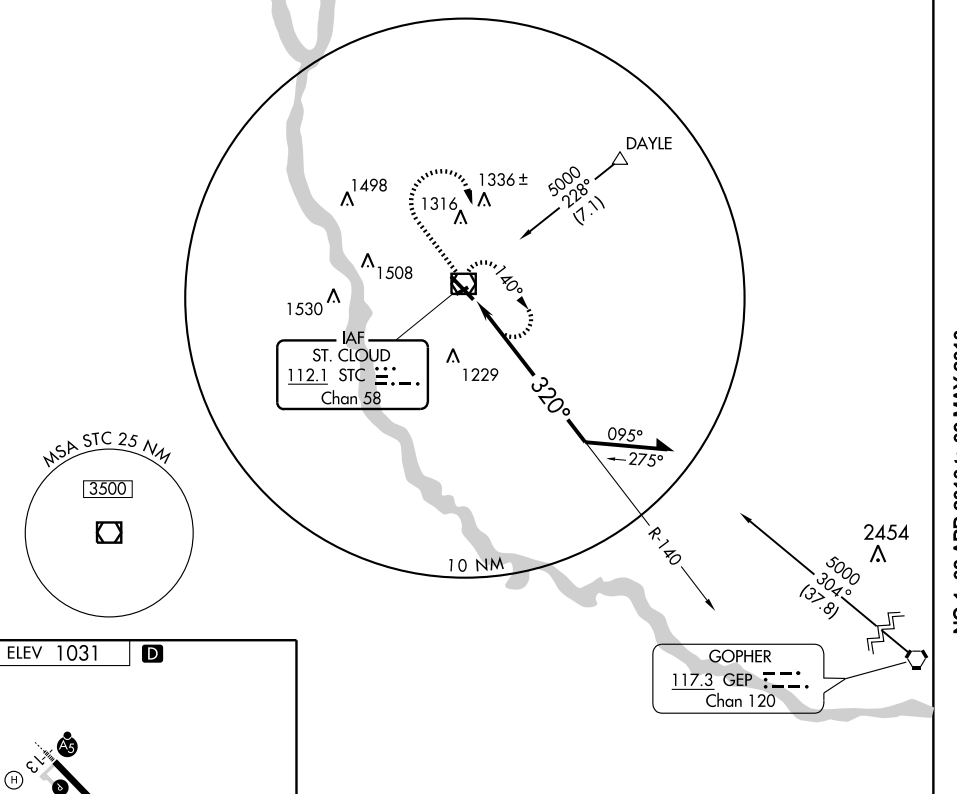 DAYLE
5000
228°
(7.1)
1498
1336±
1316
1508
1530
140°
IAF
ST. CLOUD
112.1 STC
Chan 58
1229
320°
095°
275°
MSA STC 25 NM
3500
10 NM
R-140
2454
5000
304°
(37.8)
GOPHER
117.3 GEP
Chan 120
ELEV 1031 D
A5
13
H
P